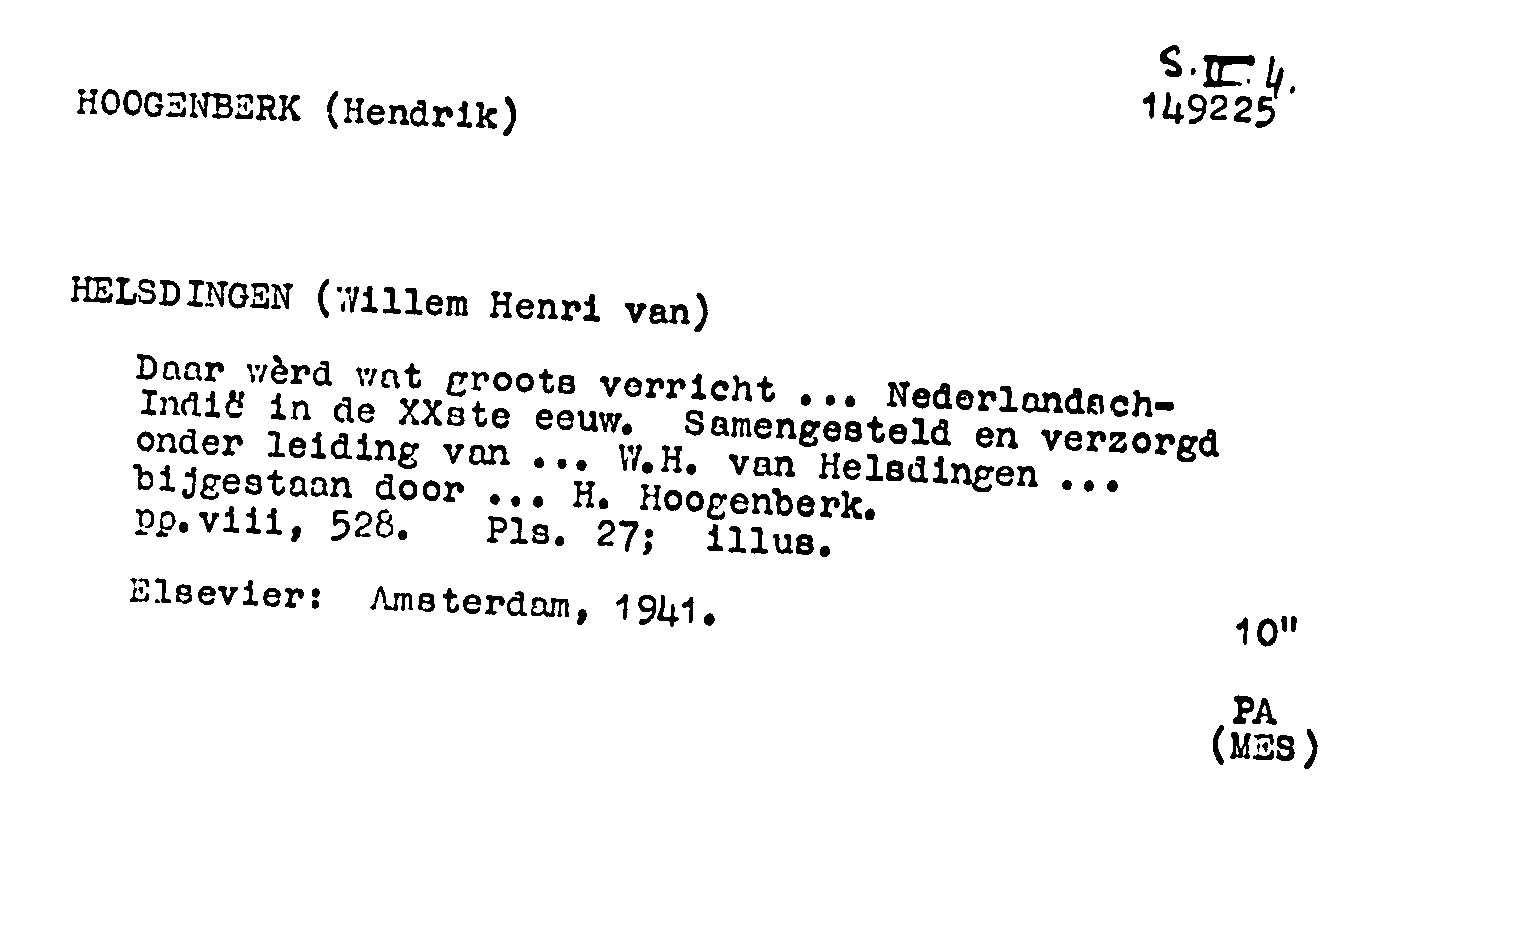 S.II.4.
HOOGENBERK (Hendrik)
149225
HELSDINGEN (Willem Henri van)
Daar wèrd wat groots verricht ... Nederlandsch-
Indië in de XXste eeuw. Samengesteld en verzorgd
onder leiding van ... W.H. van Helsdingen ...
bijgestaan door ... H. Hoogenberk.
pp.viii, 528. Pls. 27; illus.
Elsevier: Amsterdam, 1941.
10"
PA
(MES)